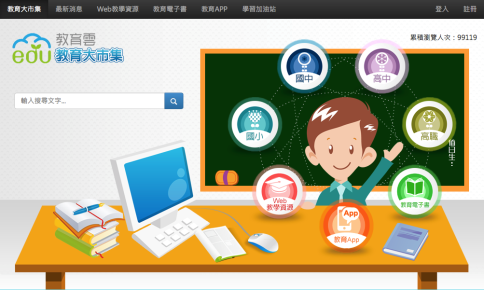 教育大市集 最新消息 Web教學資源 教育電子書 教育APP 學習加油站 登入 註冊
累積瀏覽人次：99119
教育雲
edu 教育大市集
輸入搜尋文字...
國中
高中
國小
高職
值日生：
Web
教學資源
App
教育App
教育電子書